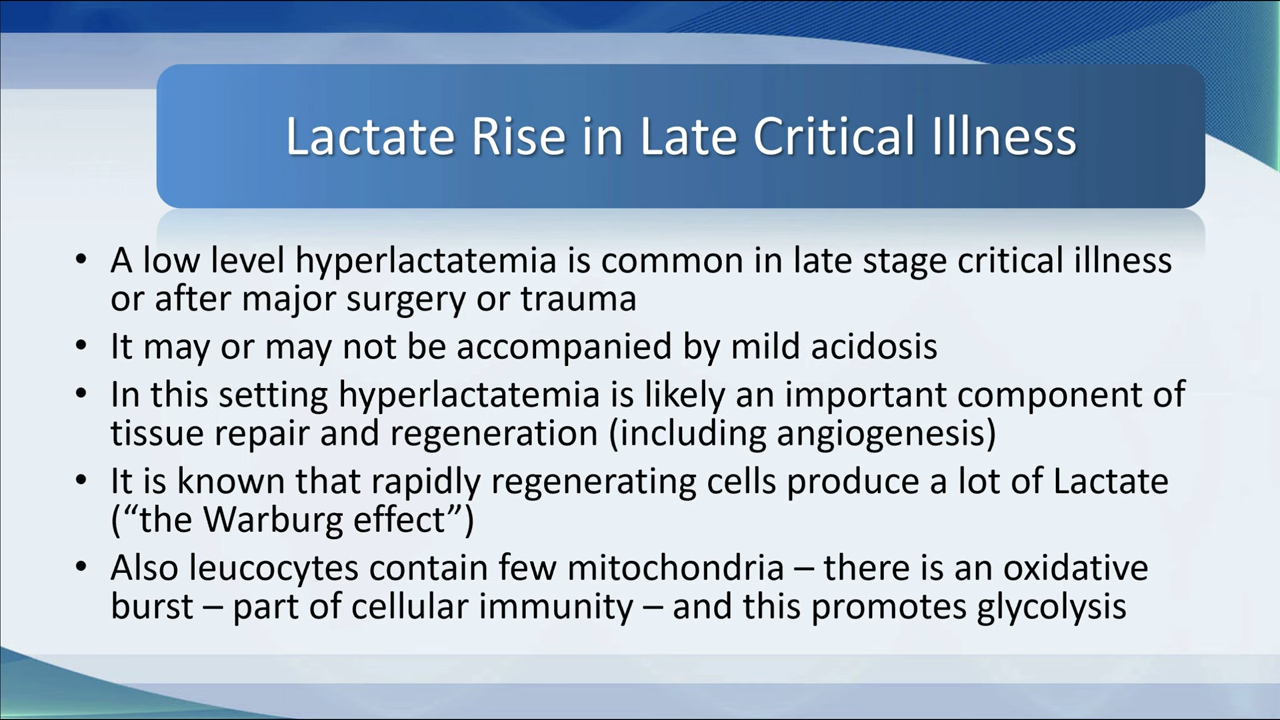 Lactate Rise in Late Critical Illness
• A low level hyperlactatemia is common in late stage critical illness
or after major surgery or trauma
• It may or may not be accompanied by mild acidosis
• In this setting hyperlactatemia is likely an important component of
tissue repair and regeneration (including angiogenesis)
• It is known that rapidly regenerating cells produce a lot of Lactate
(“the Warburg effect”)
• Also leucocytes contain few mitochondria – there is an oxidative
burst – part of cellular immunity – and this promotes glycolysis